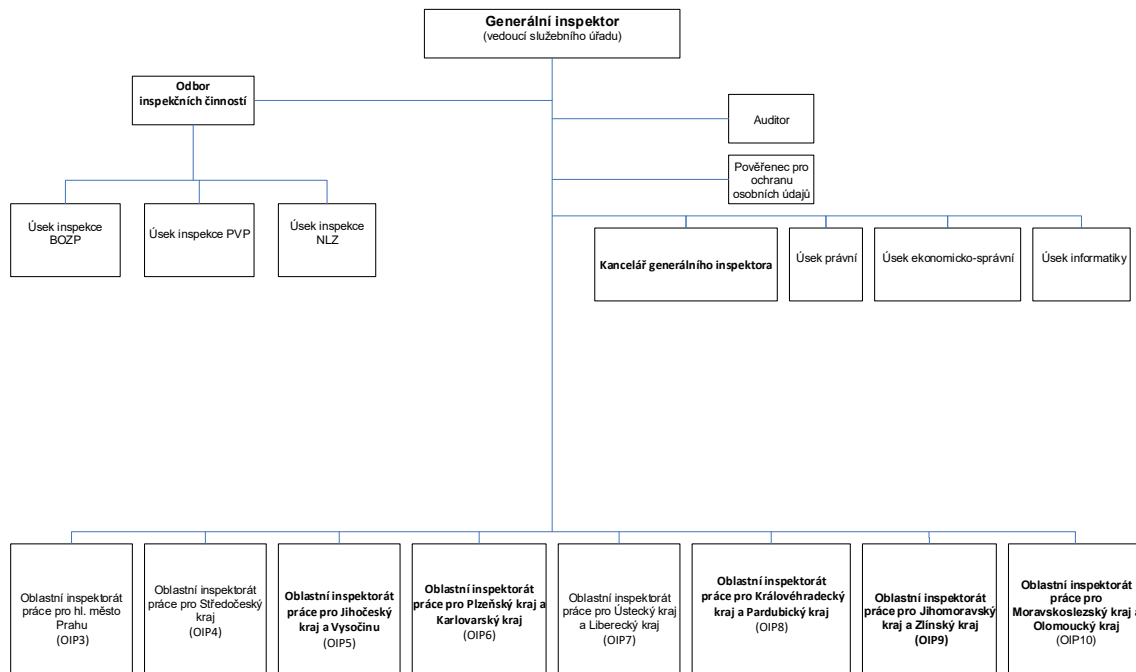 Generální inspektor
(vedoucí služebního úřadu)
Odbor
inspekčních činností
Auditor
Pověřenec pro
ochranu
osobních údajů
Úsek inspekce
BOZP
Úsek inspekce PVP
Úsek inspekce
NLZ
Kancelář generálního inspektora
Úsek právní
Úsek ekonomicko-správní
Úsek informatiky
Oblastní inspektorát
práce pro hl. město
Prahu
(OIP3)
Oblastní inspektorát
práce pro Středočeský
kraj
(OIP4)
Oblastní inspektorát
práce pro Jihočeský
kraj a Vysočinu
(OIP5)
Oblastní inspektorát
práce pro Plzeňský kraj a
Karlovarský kraj
(OIP6)
Oblastní inspektorát
práce pro Ústecký kraj
a Liberecký kraj
(OIP7)
Oblastní inspektorát
práce pro Královéhradecký
kraj a Pardubický kraj
(OIP8)
Oblastní inspektorát
práce pro Jihomoravský
kraj a Zlínský kraj
(OIP9)
Oblastní inspektorát
práce pro
Moravskoslezský kraj a
Olomoucký kraj
(OIP10)